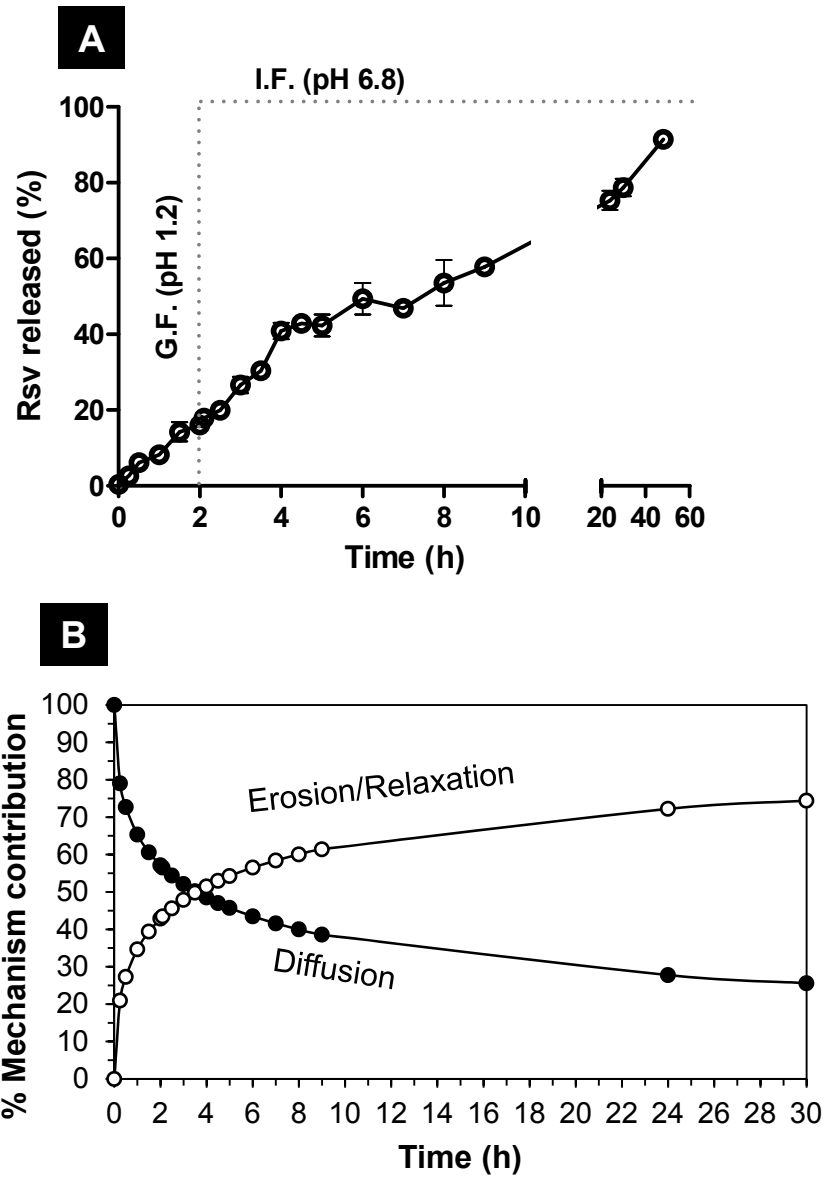 A
I.F. (pH 6.8)
100
80
60
40
20
0
Rsv released (%)
G.F. (pH 1.2)
0 2 4 6 8 10 20 40 60
Time (h)
B
100
90
80
70
60
50
40
30
20
10
0
% Mechanism contribution
Erosion/Relaxation
Diffusion
0 2 4 6 8 10 12 14 16 18 20 22 24 26 28 30
Time (h)